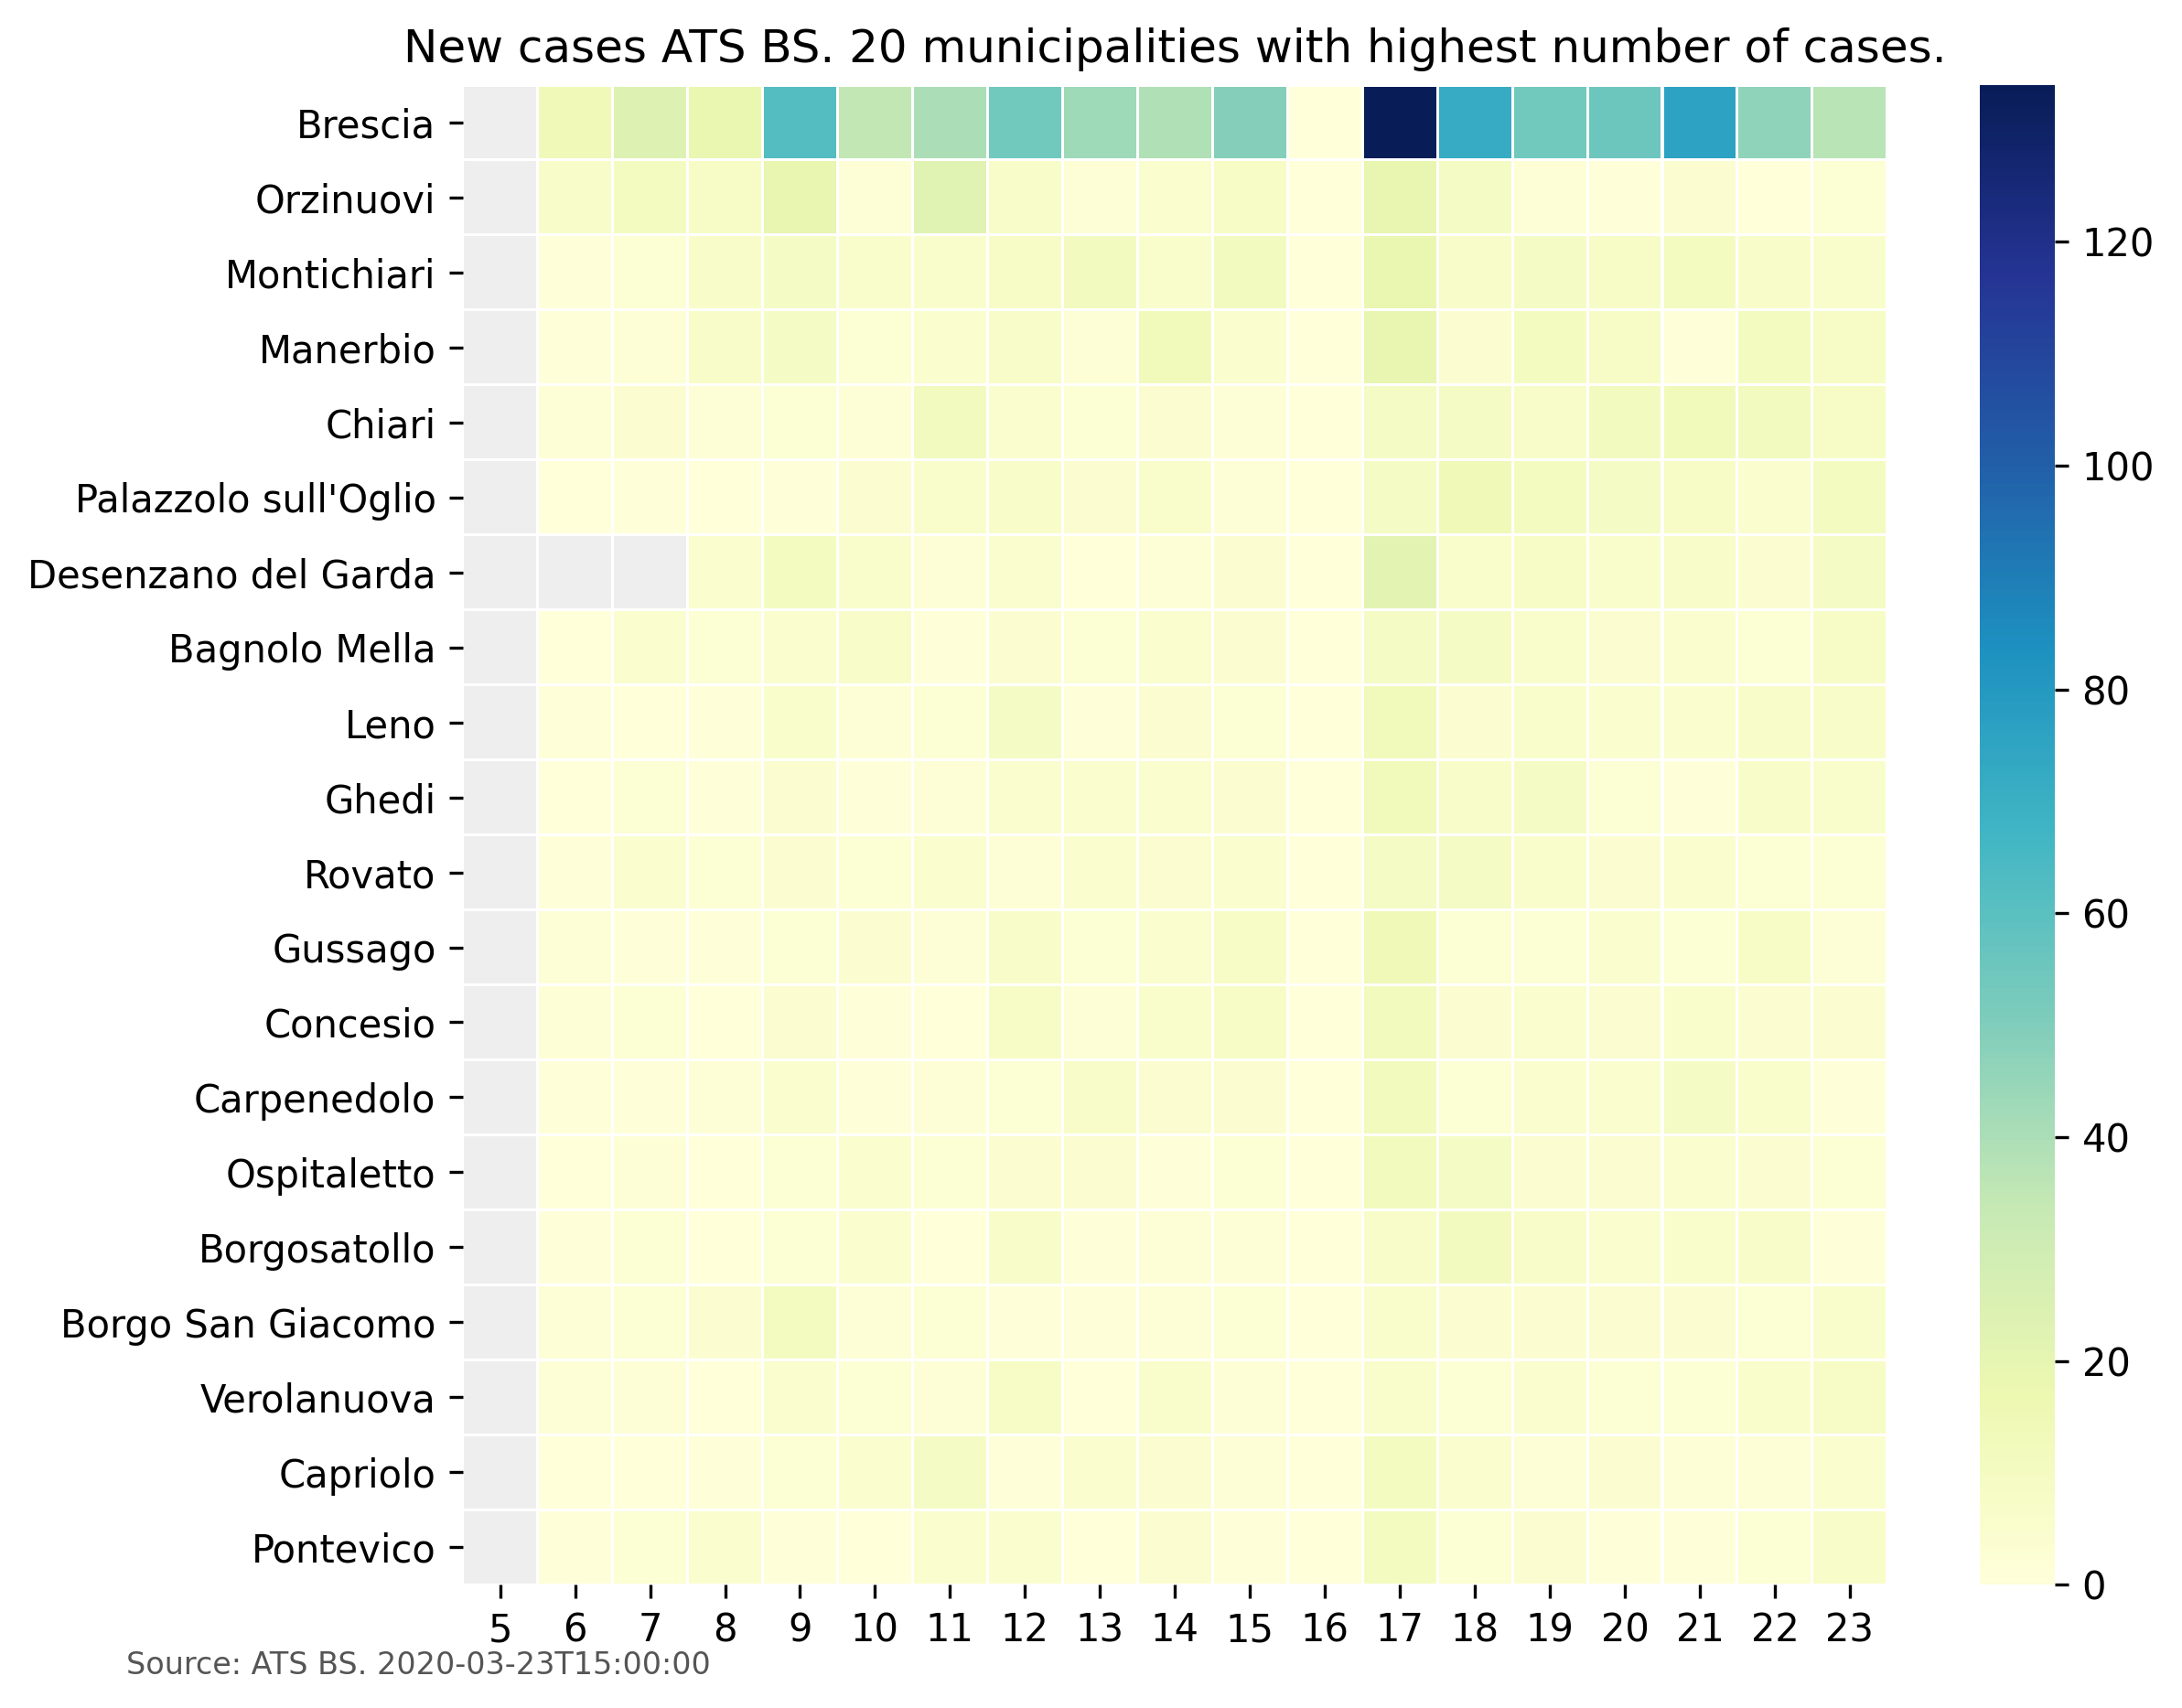 New cases ATS BS. 20 municipalities with highest number of cases.
Brescia
Orzinuovi
Montichiari
Manerbio
Chiari
Palazzolo sull'Oglio
Desenzano del Garda
Bagnolo Mella
Leno
Ghedi
Rovato
Gussago
Concesio
Carpenedolo
Ospitaletto
Borgosatollo
Borgo San Giacomo
Verolanuova
Capriolo
Pontevico
5 6 7 8 9 10 11 12 13 14 15 16 17 18 19 20 21 22 23
120
100
80
60
40
20
0
Source: ATS BS. 2020-03-23T15:00:00